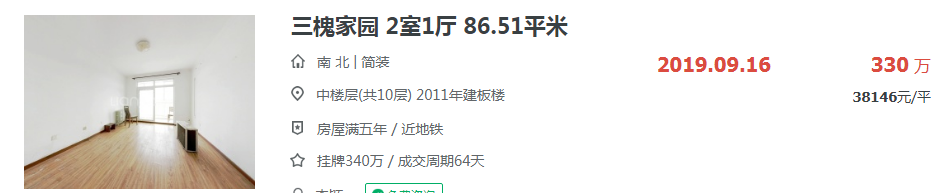 三槐家园 2室1厅 86.51平米
南 北 | 简装
2019.09.16
330 万
中楼层(共10层) 2011年建板楼
38146元/平
房屋满五年 / 近地铁
挂牌340万 / 成交周期64天